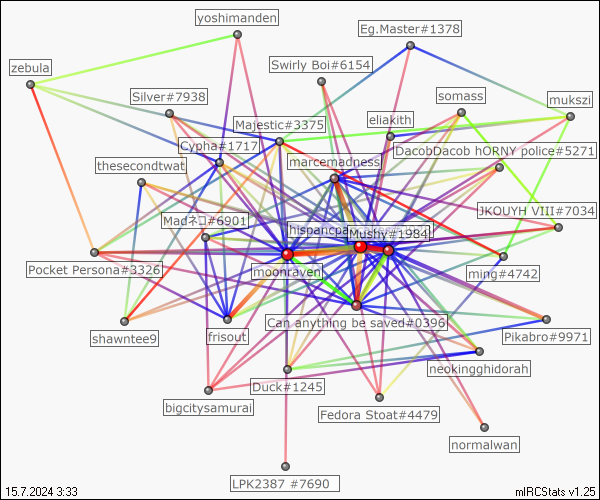 yoshimanden
Eg.Master#1378
zebula
Swirly Boi#6154
Silver#7938
somass
mukszi
Majestic#3375
eliakith
Cypha#1717
DacobDacob hORNY police#5271
thesecondtwat
marcemadness
JKOUYH VIII#7034
Madネコ#6901
Mushy#1984
Pocket Persona#3326
moonraven
ming#4742
shawntee9
frisout
Can anything be saved#0396
Pikabro#9971
neokingghidorah
Duck#1245
bigcitysamurai
Fedora Stoat#4479
normalwan
LPK2387 #7690
15.7.2024 3:33
mIRCStats v1.25